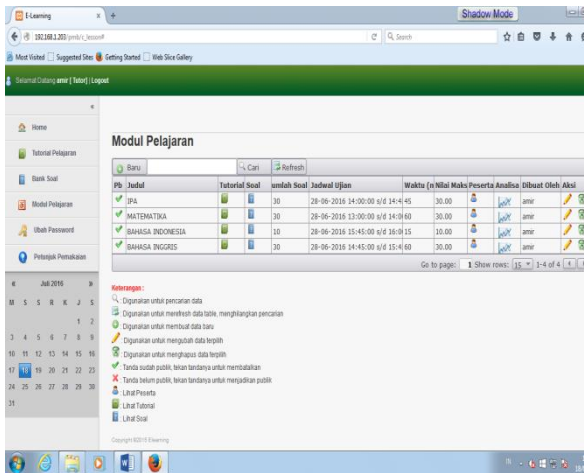 E-Learning
Shadow Mode
192.168.1.203/pmb/c_lesson#
Search
Most Visited Suggested Sites Getting Started Web Slice Gallery
Selamat Datang amir [ Tutor] | Logout
Home
Tutorial Pelajaran
Bank Soal
Modul Pelajaran
Ubah Password
Petunjuk Pemakaian
« Juli 2016 »
M S S R K J S
1 2
3 4 5 6 7 8 9
10 11 12 13 14 15 16
17 18 19 20 21 22 23
24 25 26 27 28 29 30
31
Modul Pelajaran
Baru Cari Refresh
Pb Judul Tutorial Soal umlah Soal Jadwal Ujian Waktu (n Nilai Maks Peserta Analisa Dibuat Oleh Aksi
IPA 30 28-06-2016 14:00:00 s/d 14:4 45 30.00 amir
MATEMATIKA 30 28-06-2016 13:00:00 s/d 14:0 60 30.00 amir
BAHASA INDONESIA 10 28-06-2016 15:45:00 s/d 16:0 15 10.00 amir
BAHASA INGGRIS 30 28-06-2016 14:45:00 s/d 15:4 60 30.00 amir
Go to page: 1 Show rows: 15 1-4 of 4
Keterangan :
: Digunakan untuk pencarian data
: Digunakan untuk merefresh data table, menghilangkan pencarian
: Digunakan untuk membuat data baru
: Digunakan untuk mengubah data terpilih
: Digunakan untuk menghapus data terpilih
: Tanda sudah publik, tekan tandanya untuk membatalkan
: Tanda belum publik, tekan tandanya untuk menjadikan publik
: Lihat Peserta
: Lihat Tutorial
: Lihat Soal
Copyright ©2015 Elearning